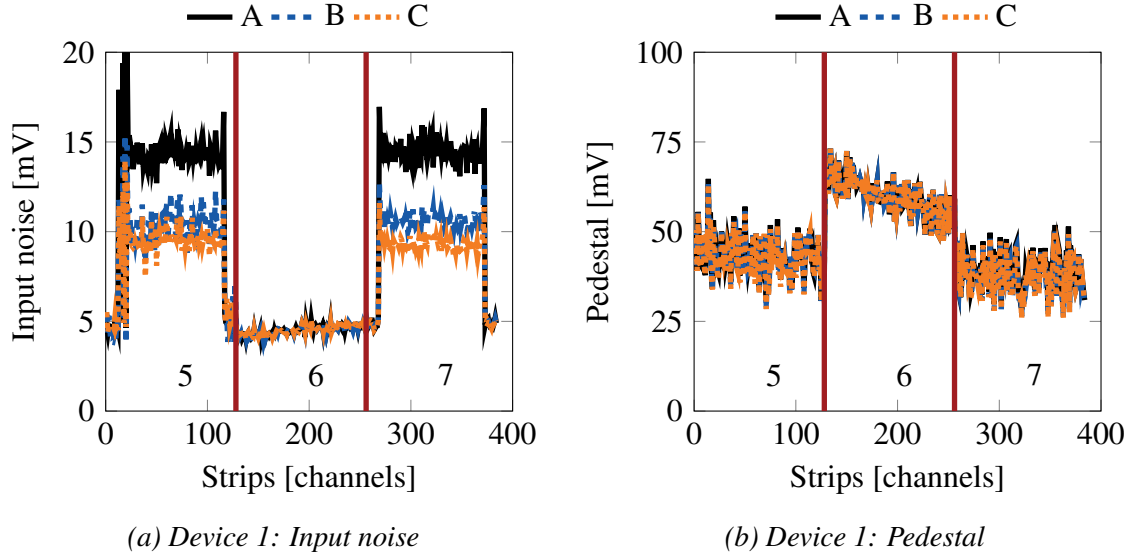 A B C
20
15
10
5
0
Input noise [mV]
5 6 7
0 100 200 300 400
Strips [channels]
(a) Device 1: Input noise
A B C
100
75
50
25
0
Pedestal [mV]
5 6 7
0 100 200 300 400
Strips [channels]
(b) Device 1: Pedestal